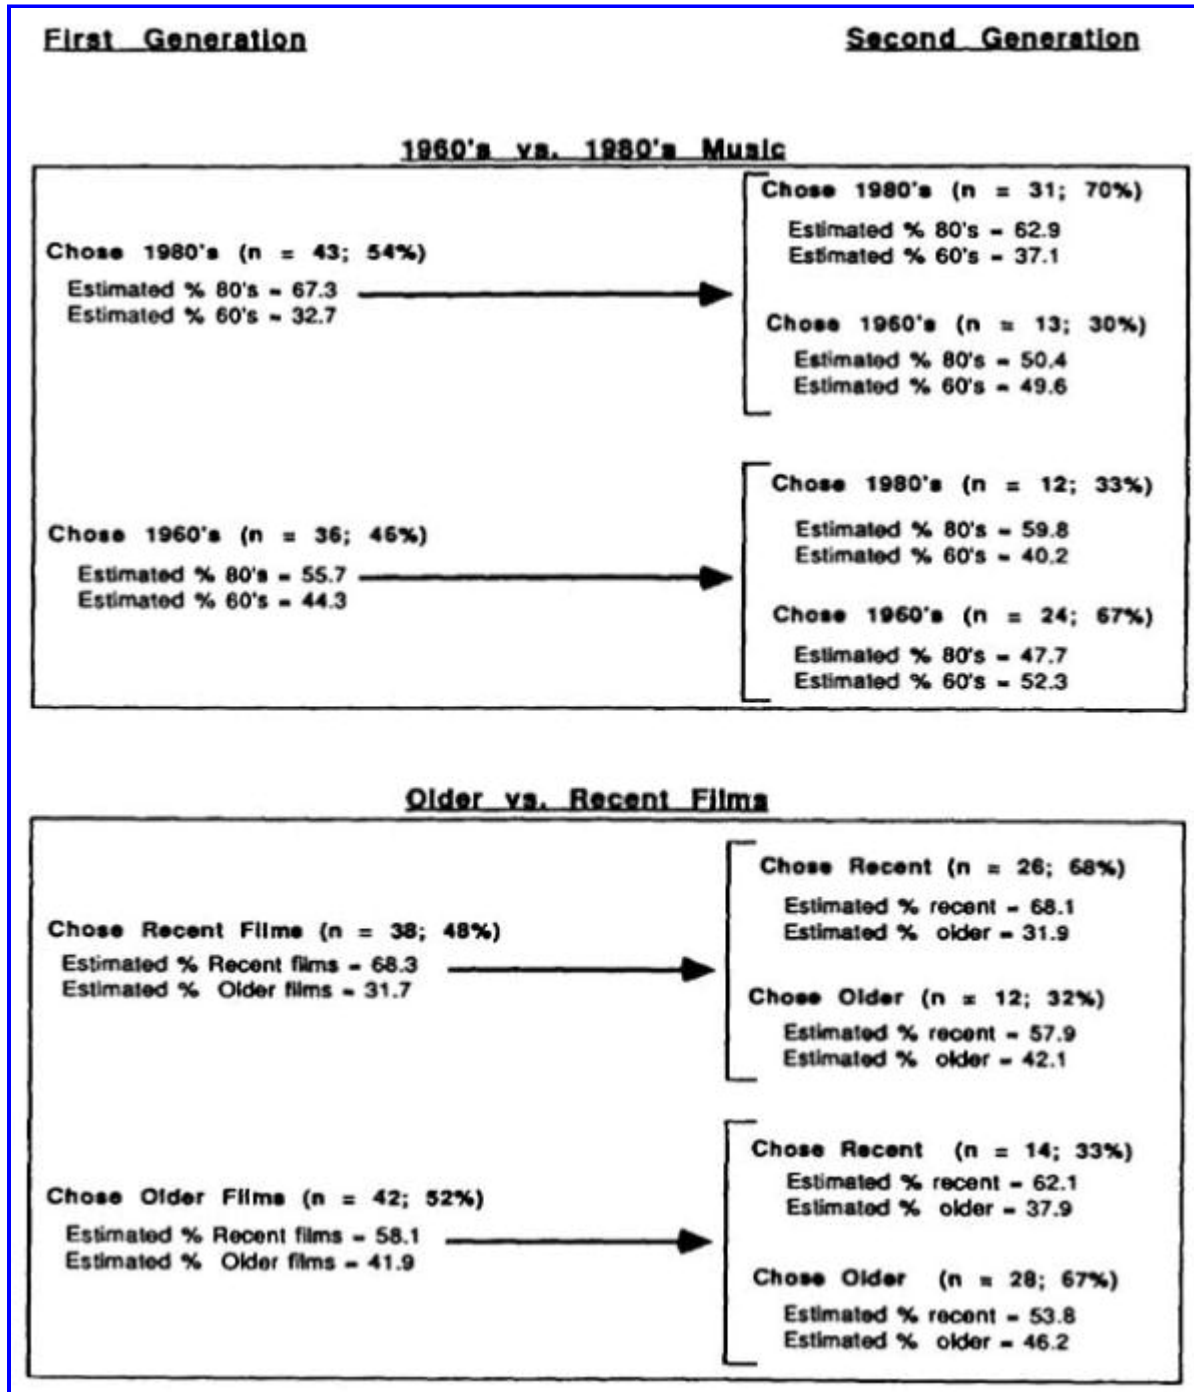 First Generation
Second Generation
1960's vs. 1980's Music
Chose 1980's (n = 43; 54%)
Estimated % 80's = 67.3
Estimated % 60's = 32.7
Chose 1980's (n = 31; 70%)
Estimated % 80's = 62.9
Estimated % 60's = 37.1
Chose 1960's (n = 13; 30%)
Estimated % 80's = 50.4
Estimated % 60's = 49.6
Chose 1960's (n = 36; 46%)
Estimated % 80's = 55.7
Estimated % 60's = 44.3
Chose 1980's (n = 12; 33%)
Estimated % 80's = 59.8
Estimated % 60's = 40.2
Chose 1960's (n = 24; 67%)
Estimated % 80's = 47.7
Estimated % 60's = 52.3
Older vs. Recent Films
Chose Recent Films (n = 38; 48%)
Estimated % Recent films = 68.3
Estimated % Older films = 31.7
Chose Recent (n = 26; 68%)
Estimated % recent = 68.1
Estimated % older = 31.9
Chose Older (n = 12; 32%)
Estimated % recent = 57.9
Estimated % older = 42.1
Chose Older Films (n = 42; 52%)
Estimated % Recent films = 58.1
Estimated % Older films = 41.9
Chose Recent (n = 14; 33%)
Estimated % recent = 62.1
Estimated % older = 37.9
Chose Older (n = 28; 67%)
Estimated % recent = 53.8
Estimated % older = 46.2